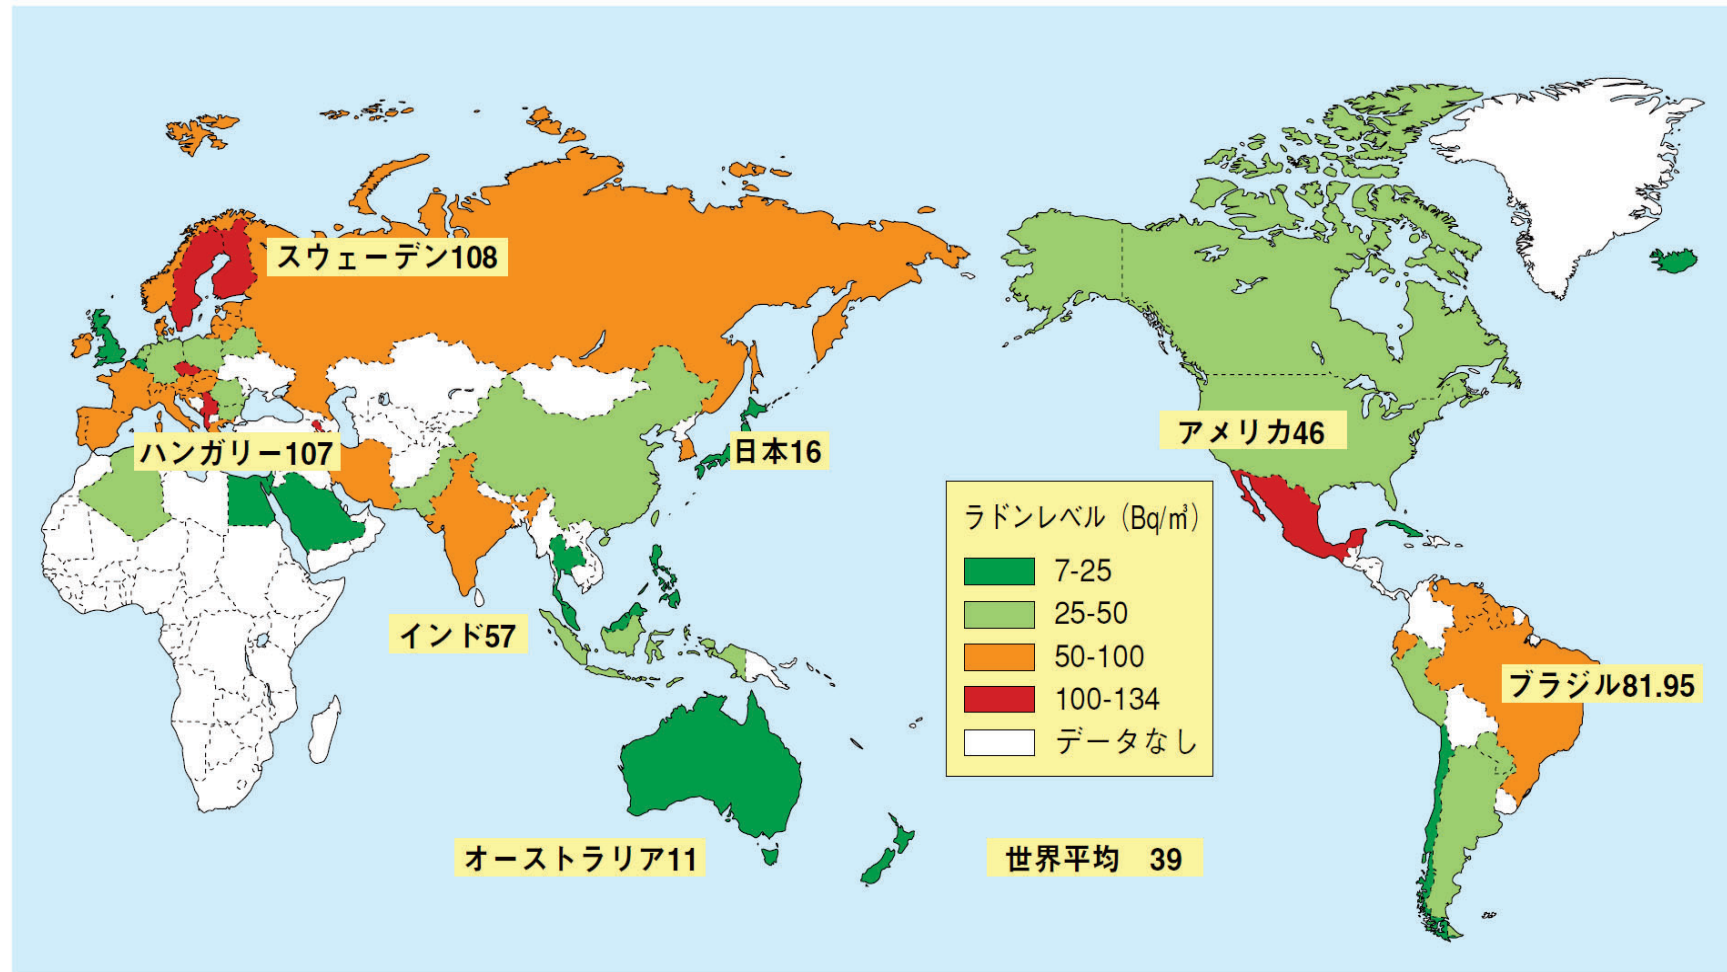 スウェーデン108
ハンガリー107
日本16
アメリカ46
インド57
ブラジル81.95
オーストラリア11
世界平均　39
ラドンレベル（Bq/㎥）
7-25
25-50
50-100
100-134
データなし